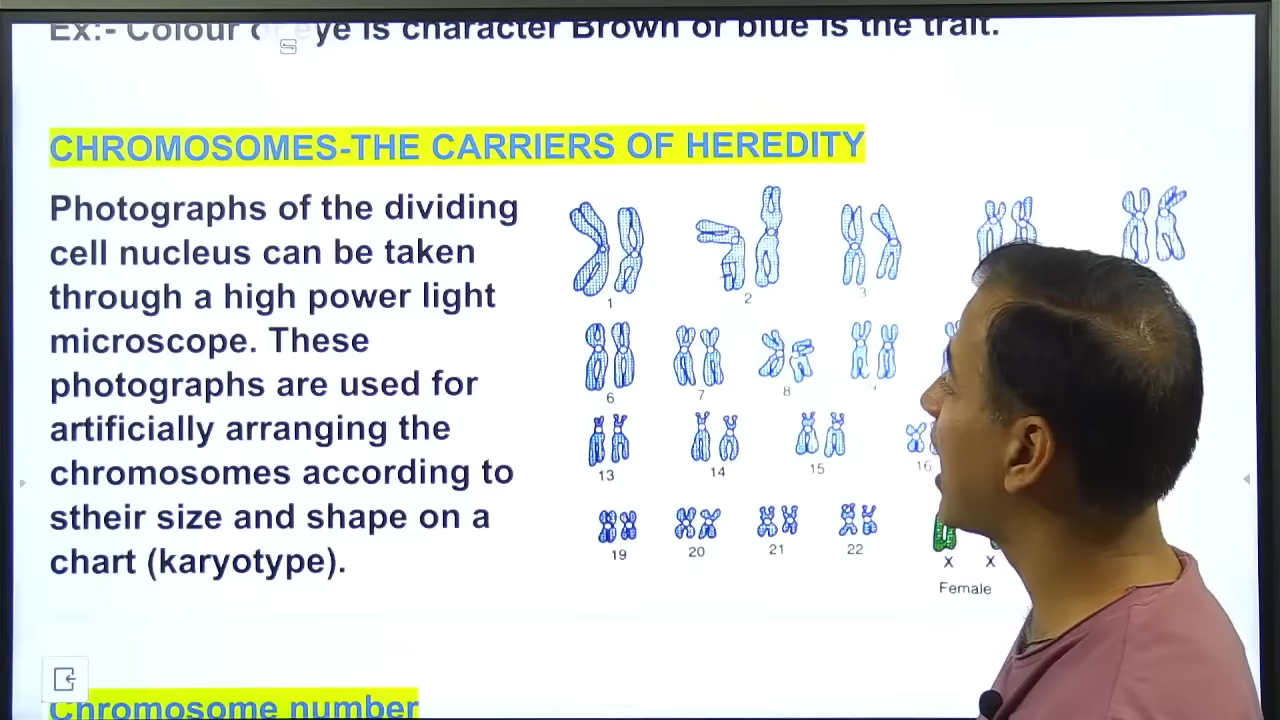 Ex:- Colour ye is character Brown or blue is the trait.
CHROMOSOMES-THE CARRIERS OF HEREDITY
Photographs of the dividing
cell nucleus can be taken
through a high power light
microscope. These
photographs are used for
artificially arranging the
chromosomes according to
stheir size and shape on a
chart (karyotype).
1
2
3
6
7
8
13
14
15
16
19
20
21
22
X X
Female
Chromosome number